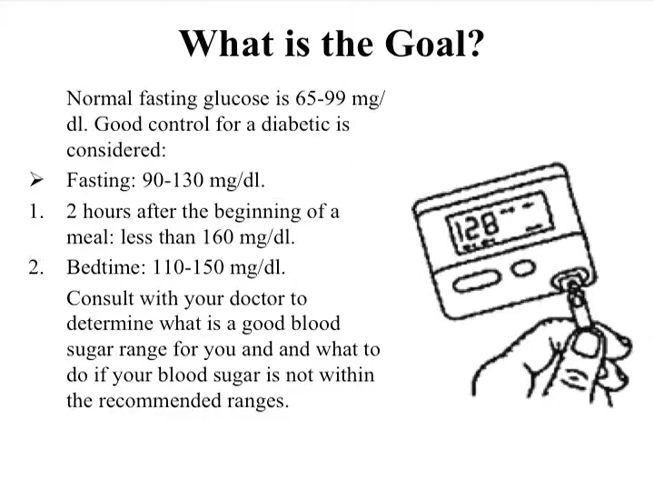 What is the Goal?
Normal fasting glucose is 65-99 mg/
dl. Good control for a diabetic is
considered:
➢ Fasting: 90-130 mg/dl.
1. 2 hours after the beginning of a
meal: less than 160 mg/dl.
2. Bedtime: 110-150 mg/dl.
Consult with your doctor to
determine what is a good blood
sugar range for you and and what to
do if your blood sugar is not within
the recommended ranges.
128